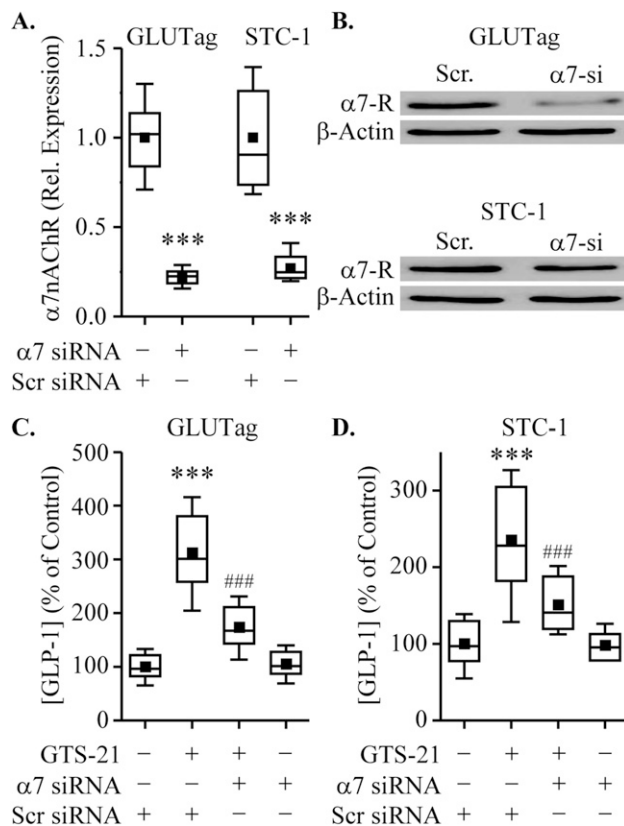 A.
GLUTag STC-1
α7nAChR (Rel. Expression)
1.5
1.0
0.5
0.0
*** ***
α7 siRNA − + − +
Scr siRNA + − + −
B.
GLUTag
Scr. α7-si
α7-R
β-Actin
STC-1
Scr. α7-si
α7-R
β-Actin
C.
GLUTag
[GLP-1] (% of Control)
500
400
300
200
100
0
***
###
GTS-21 − + + −
α7 siRNA − − + +
Scr siRNA + + − −
D.
STC-1
[GLP-1] (% of Control)
300
200
100
0
***
###
GTS-21 − + + −
α7 siRNA − − + +
Scr siRNA + + − −